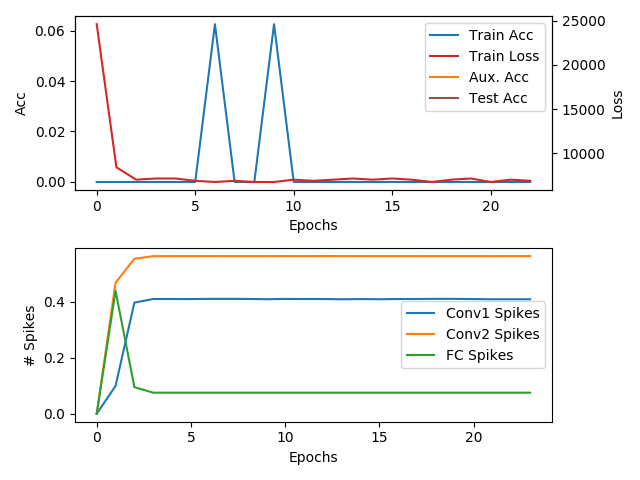 0.06
0.04
0.02
0.00
Acc
25000
20000
15000
10000
Loss
Train Acc
Train Loss
Aux. Acc
Test Acc
0 5 10 15 20
Epochs
0.4
0.2
0.0
# Spikes
Conv1 Spikes
Conv2 Spikes
FC Spikes
0 5 10 15 20
Epochs